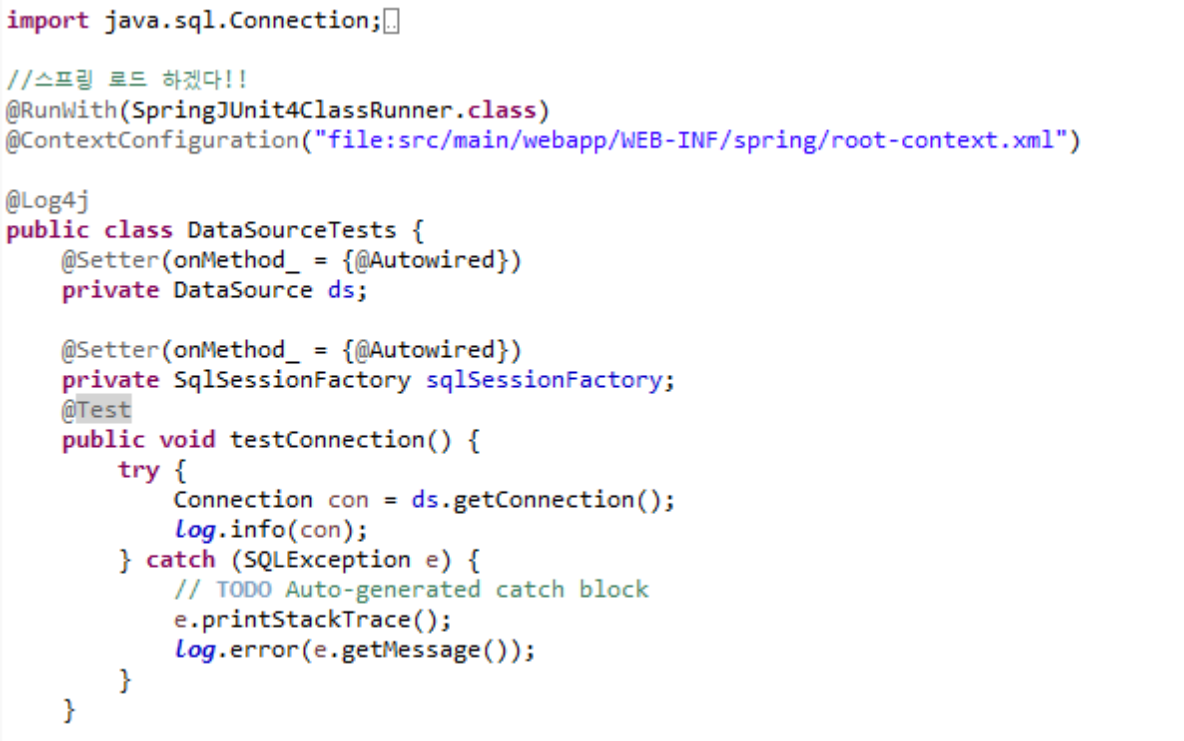 import java.sql.Connection;
//스프링 로드 하겠다!!
@RunWith(SpringJUnit4ClassRunner.class)
@ContextConfiguration("file:src/main/webapp/WEB-INF/spring/root-context.xml")
@Log4j
public class DataSourceTests {
@Setter(onMethod_ = {@Autowired})
private DataSource ds;
@Setter(onMethod_ = {@Autowired})
private SqlSessionFactory sqlSessionFactory;
@Test
public void testConnection() {
try {
Connection con = ds.getConnection();
log.info(con);
} catch (SQLException e) {
// TODO Auto-generated catch block
e.printStackTrace();
log.error(e.getMessage());
}
}